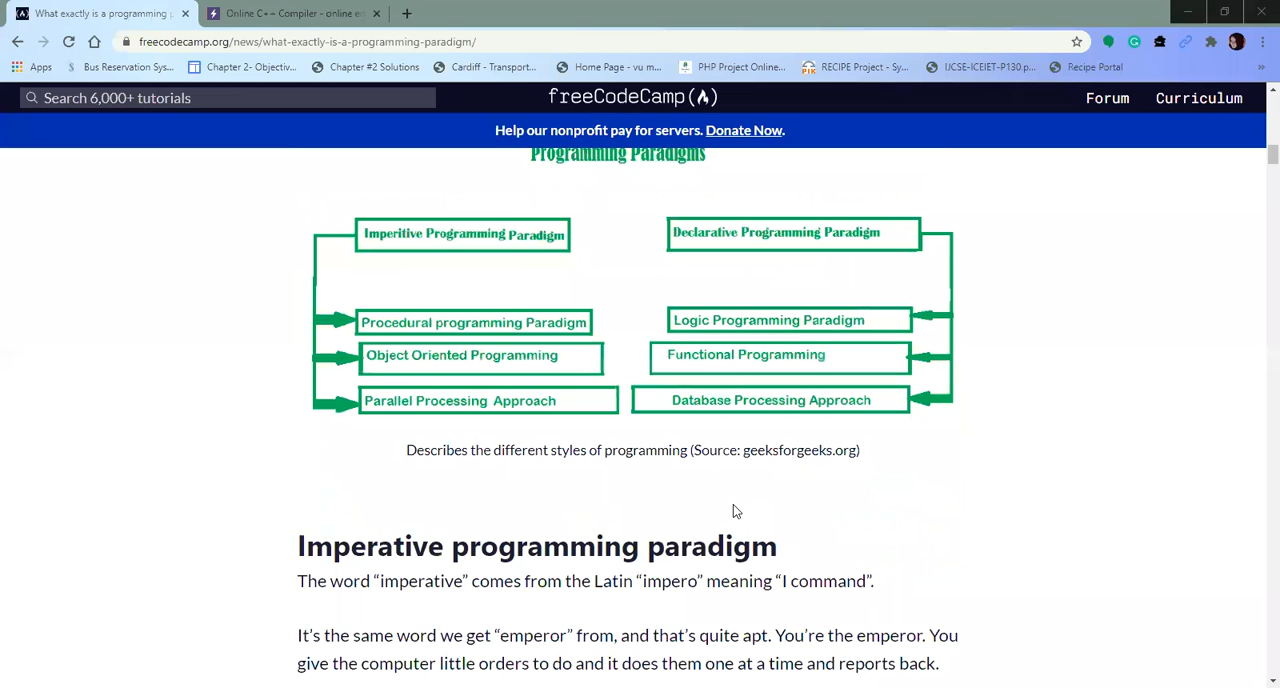 What exactly is a programming p
Online C++ Compiler - online ed
freecodecamp.org/news/what-exactly-is-a-programming-paradigm/
Apps
Bus Reservation Sys...
Chapter 2- Objectiv...
Chapter #2 Solutions
Cardiff - Transport...
Home Page - vu m...
PHP Project Online...
RECIPE Project - Sy...
IJCSE-ICEIET-P130.p...
Recipe Portal
»
Search 6,000+ tutorials
freeCodeCamp
Forum
Curriculum
Help our nonprofit pay for servers. Donate Now.
Programming Paradigms
Imperitive Programming Paradigm
Declarative Programming Paradigm
Procedural programming Paradigm
Logic Programming Paradigm
Object Oriented Programming
Functional Programming
Parallel Processing Approach
Database Processing Approach
Describes the different styles of programming (Source: geeksforgeeks.org)
Imperative programming paradigm
The word “imperative” comes from the Latin “impero” meaning “I command”.
It’s the same word we get “emperor” from, and that’s quite apt. You’re the emperor. You
give the computer little orders to do and it does them one at a time and reports back.